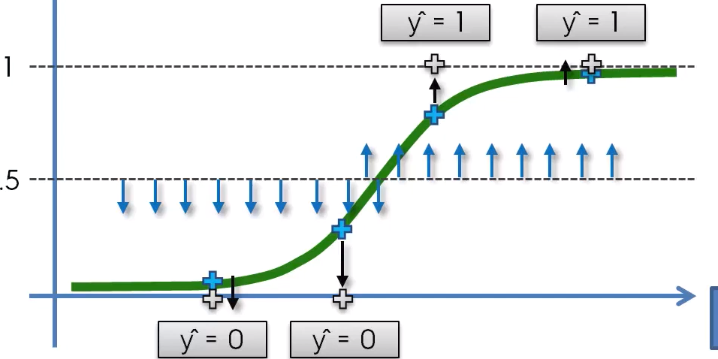 ŷ = 1
ŷ = 1
1
.5
ŷ = 0
ŷ = 0